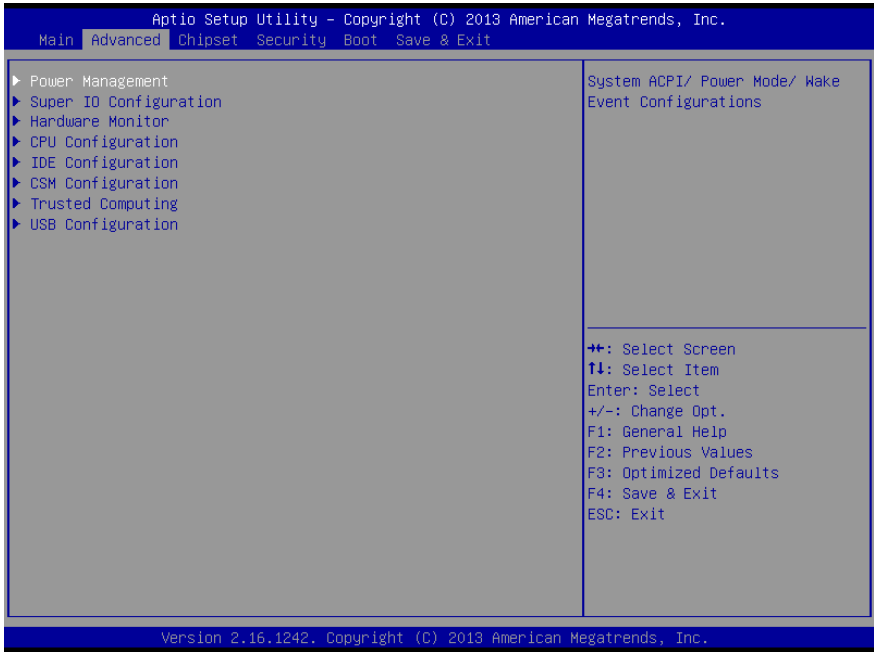 Aptio Setup Utility – Copyright (C) 2013 American Megatrends, Inc.
Main Advanced Chipset Security Boot Save & Exit
▶ Power Management
▶ Super IO Configuration
▶ Hardware Monitor
▶ CPU Configuration
▶ IDE Configuration
▶ CSM Configuration
▶ Trusted Computing
▶ USB Configuration
System ACPI/ Power Mode/ Wake
Event Configurations
→←: Select Screen
↑↓: Select Item
Enter: Select
+/-: Change Opt.
F1: General Help
F2: Previous Values
F3: Optimized Defaults
F4: Save & Exit
ESC: Exit
Version 2.16.1242. Copyright (C) 2013 American Megatrends, Inc.